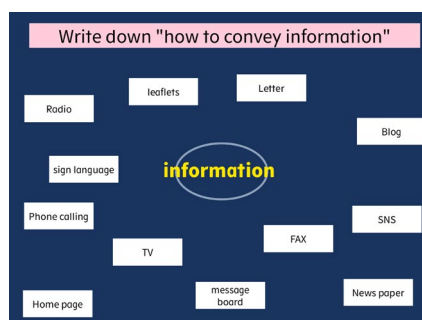 Write down "how to convey information"
leaflets
Letter
Radio
Blog
sign language
information
Phone calling
SNS
FAX
TV
message
board
News paper
Home page